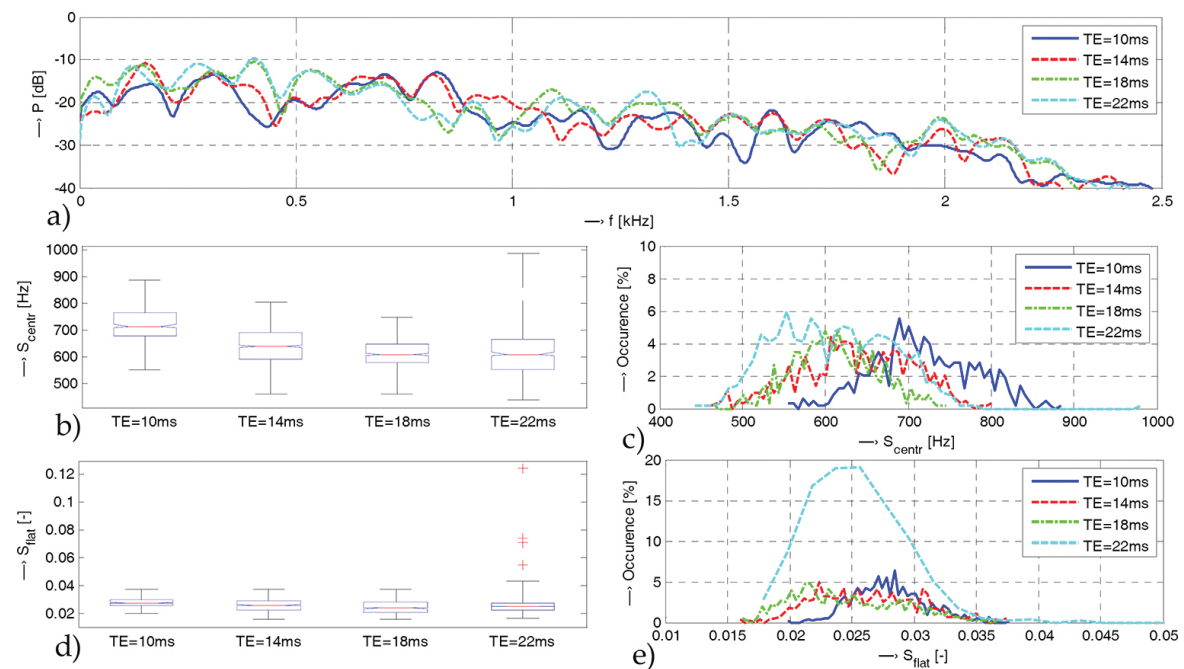 0
-10
-20
-30
-40
—› P [dB]
0
0.5
1
1.5
2
2.5
—› f [kHz]
TE=10ms
TE=14ms
TE=18ms
TE=22ms
a)
1000
900
800
700
600
500
—› S_centr [Hz]
TE=10ms
TE=14ms
TE=18ms
TE=22ms
b)
10
8
6
4
2
0
—› Occurence [%]
400
500
600
700
800
900
1000
—› S_centr [Hz]
TE=10ms
TE=14ms
TE=18ms
TE=22ms
c)
0.12
0.1
0.08
0.06
0.04
0.02
—› S_flat [-]
TE=10ms
TE=14ms
TE=18ms
TE=22ms
d)
20
15
10
5
0
—› Occurence [%]
0.01
0.015
0.02
0.025
0.03
0.035
0.04
0.045
0.05
—› S_flat [-]
TE=10ms
TE=14ms
TE=18ms
TE=22ms
e)